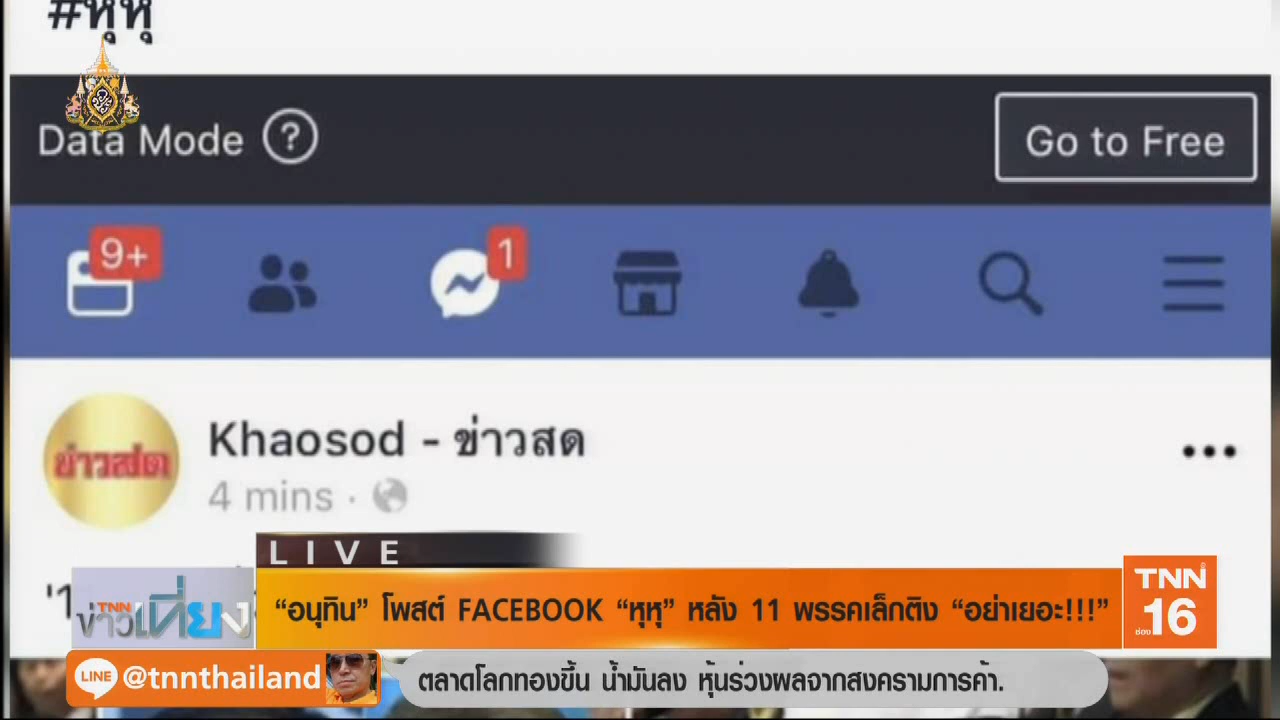 #หุหุ
Data Mode ?
Go to Free
9+
1
ข่าวสด
Khaosod - ข่าวสด
4 mins ·
LIVE
TNN
ข่าวเที่ยง
“อนุทิน” โพสต์ FACEBOOK “หุหุ” หลัง 11 พรรคเล็กติง “อย่าเยอะ!!!”
TNN
ช่อง 16
LINE @tnnthailand
ตลาดโลกทองขึ้น น้ำมันลง หุ้นร่วงผลจากสงครามการค้า.